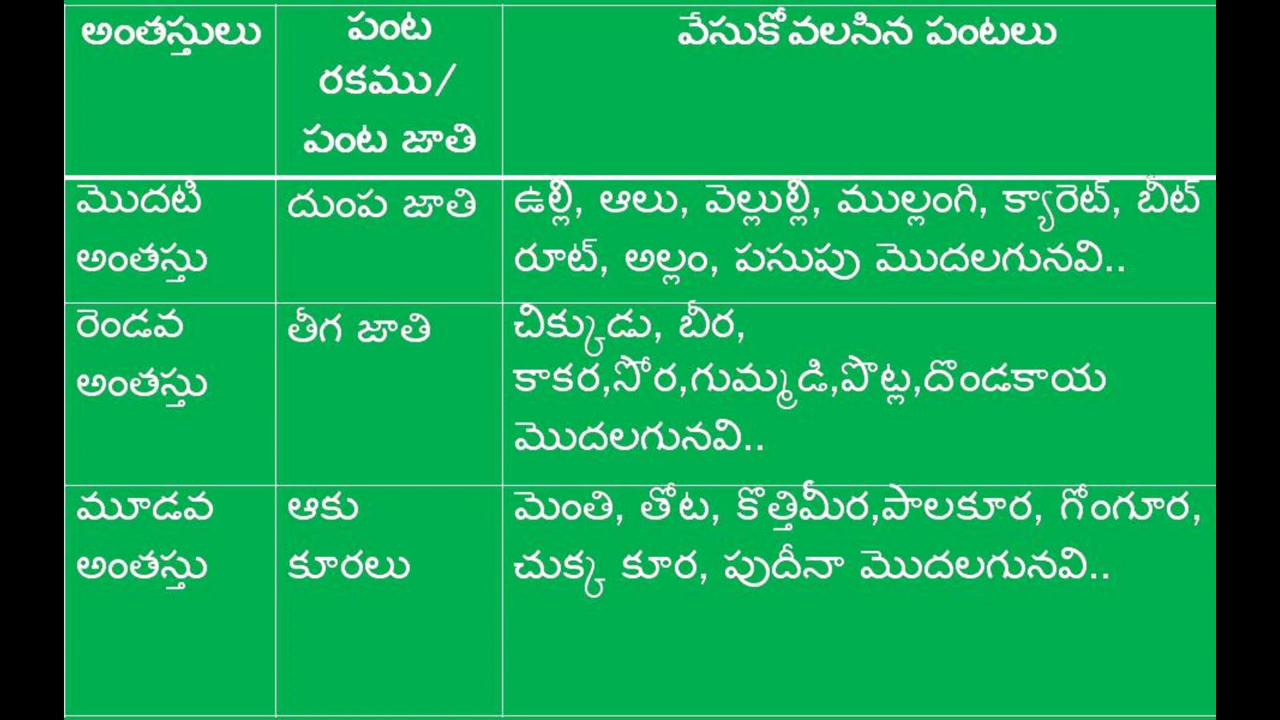 అంతస్తులు
పంట
రకము/
పంట జాతి
వేసుకోవలసిన పంటలు
మొదటి
అంతస్తు
దుంప జాతి
ఉల్లి, ఆలు, వెల్లుల్లి, ముల్లంగి, క్యారెట్, బీట్
రూట్, అల్లం, పసుపు మొదలగునవి..
రెండవ
అంతస్తు
తీగ జాతి
చిక్కుడు, బీర,
కాకర,సోర,గుమ్మడి,పొట్ల,దొండకాయ
మొదలగునవి..
మూడవ
అంతస్తు
ఆకు
కూరలు
మెంతి, తోట, కొత్తిమీర,పాలకూర, గోంగూర,
చుక్క కూర, పుదీనా మొదలగునవి..